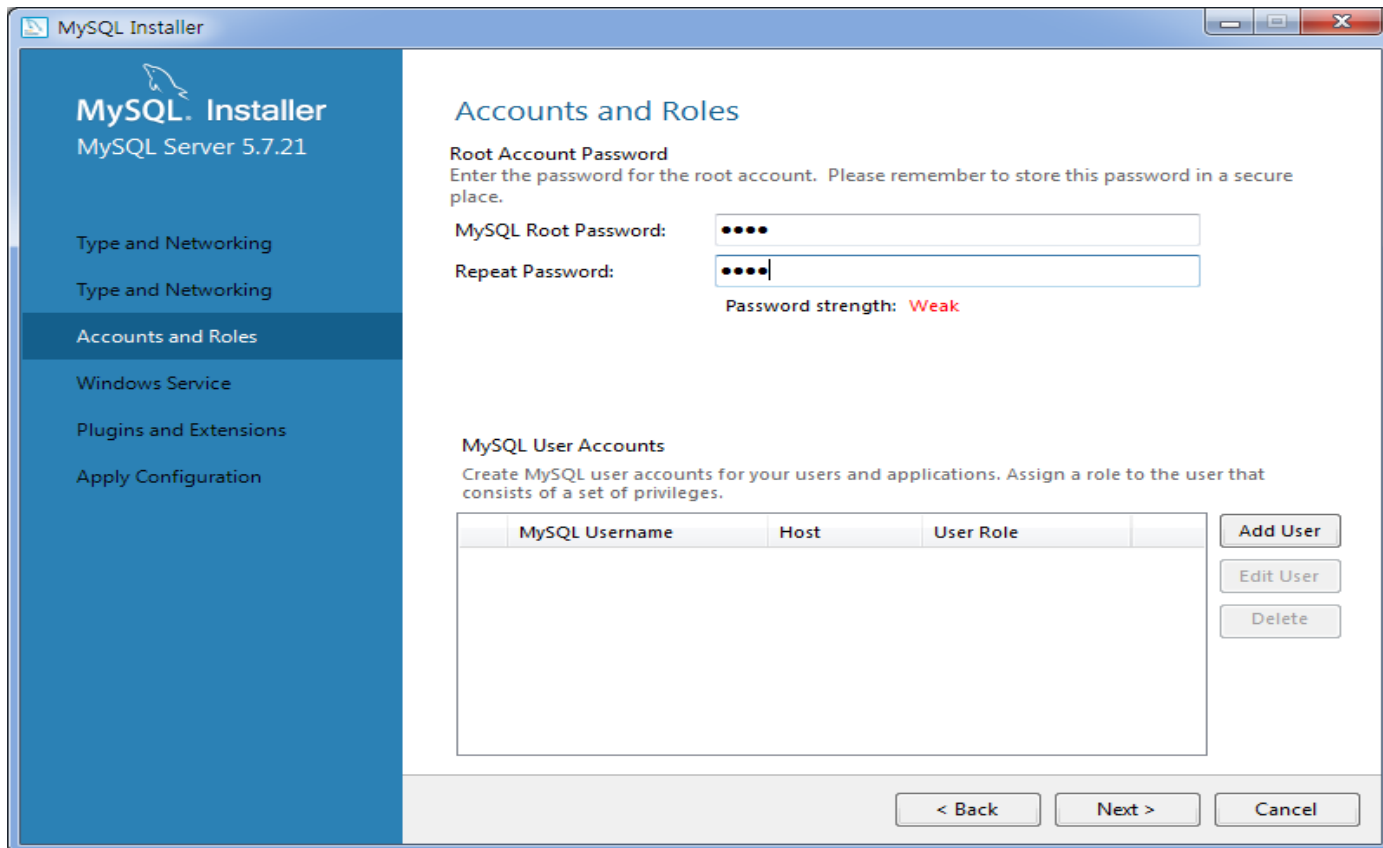 MySQL Installer
MySQL. Installer
MySQL Server 5.7.21
Type and Networking
Type and Networking
Accounts and Roles
Windows Service
Plugins and Extensions
Apply Configuration
Accounts and Roles
Root Account Password
Enter the password for the root account.  Please remember to store this password in a secure
place.
MySQL Root Password: ●●●●
Repeat Password: ●●●●
Password strength: Weak
MySQL User Accounts
Create MySQL user accounts for your users and applications. Assign a role to the user that
consists of a set of privileges.
MySQL Username Host User Role
Add User
Edit User
Delete
< Back Next > Cancel